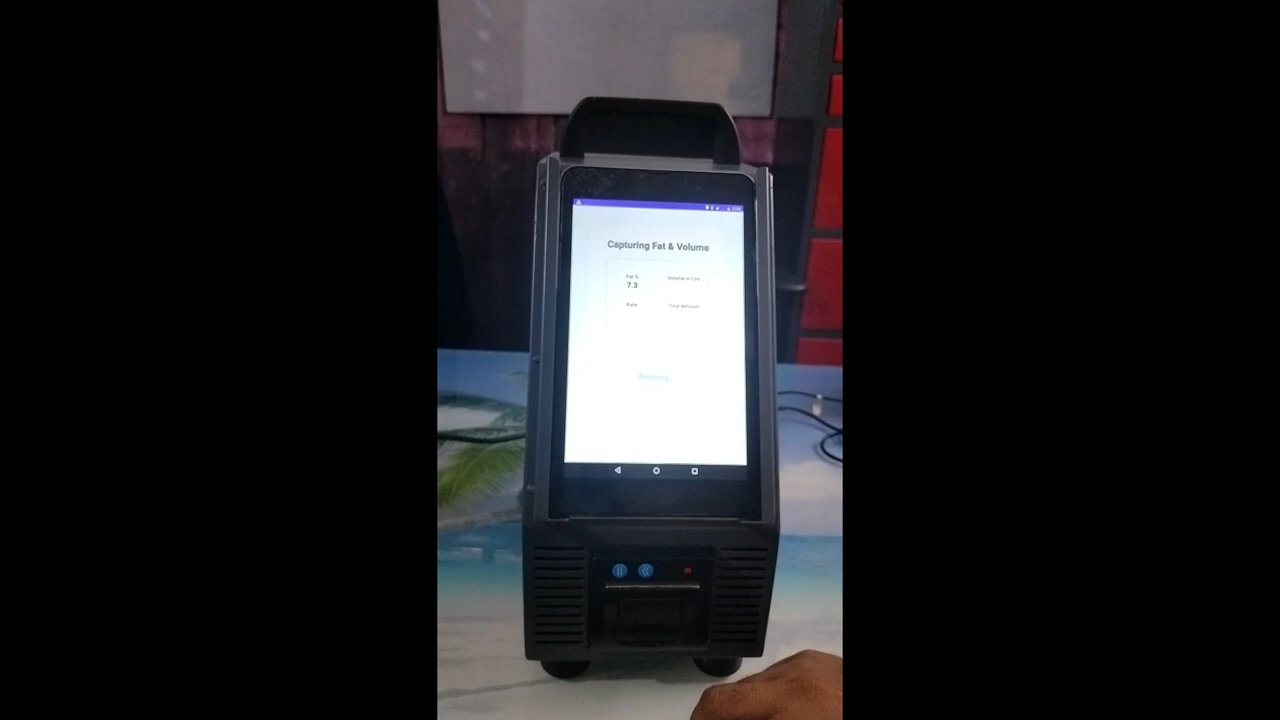 Capturing Fat & Volume
Fat %
Volume in Ltrs
7.3
Rate
Total Amount
Fetching